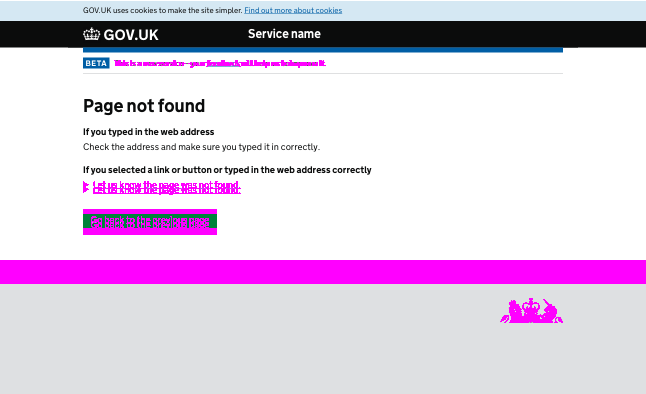 GOV.UK uses cookies to make the site simpler. Find out more about cookies
GOV.UK
Service name
BETA This is a new service – your feedback will help us to improve it.
Page not found
If you typed in the web address
Check the address and make sure you typed it in correctly.
If you selected a link or button or typed in the web address correctly
Let us know the page was not found.